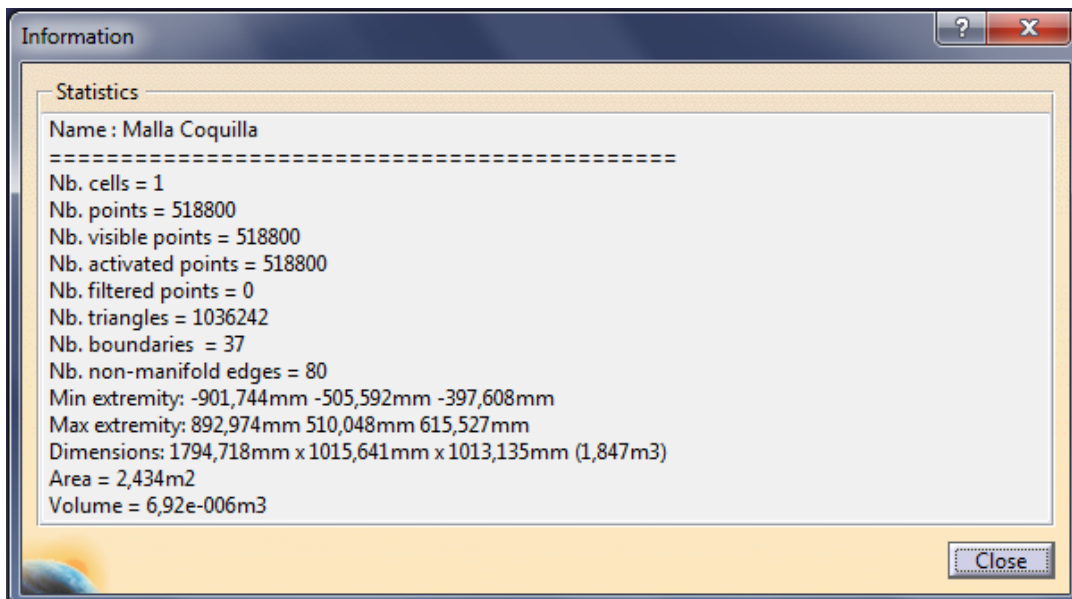 Information
Statistics
Name : Malla Coquilla
============================================
Nb. cells = 1
Nb. points = 518800
Nb. visible points = 518800
Nb. activated points = 518800
Nb. filtered points = 0
Nb. triangles = 1036242
Nb. boundaries  = 37
Nb. non-manifold edges = 80
Min extremity: -901,744mm -505,592mm -397,608mm
Max extremity: 892,974mm 510,048mm 615,527mm
Dimensions: 1794,718mm x 1015,641mm x 1013,135mm (1,847m3)
Area = 2,434m2
Volume = 6,92e-006m3
Close